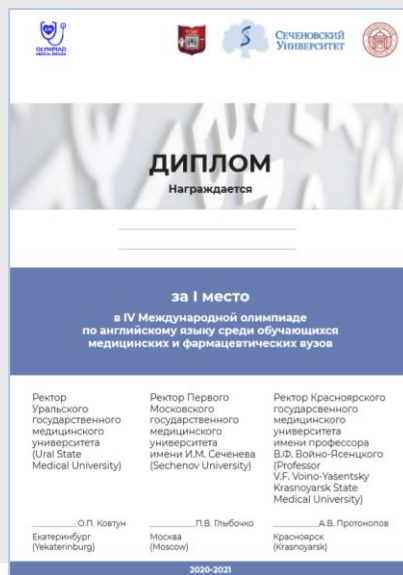 OLYMPIAD
MEDICAL ENGLISH
СЕЧЕНОВСКИЙ
УНИВЕРСИТЕТ
ДИПЛОМ
Награждается
за I место
в IV Международной олимпиаде
по английскому языку среди обучающихся
медицинских и фармацевтических вузов
Ректор
Уральского
государственного
медицинского
университета
(Ural State
Medical University)
О.П. Ковтун
Екатеринбург
(Yekaterinburg)
Ректор Первого
Московского
государственного
медицинского
университета
имени И.М. Сеченева
(Sechenov University)
П.В. Глыбочко
Москва
(Moscow)
Ректор Красноярского
государсвенного
медицинского
университета
имени профессора
В.Ф. Войно-Ясенцкого
(Professor
V.F. Voino-Yasentsky
Krasnoyarsk State
Medical University)
А.В. Протонопов
Красноярск
(Krasnoyarsk)
2020-2021